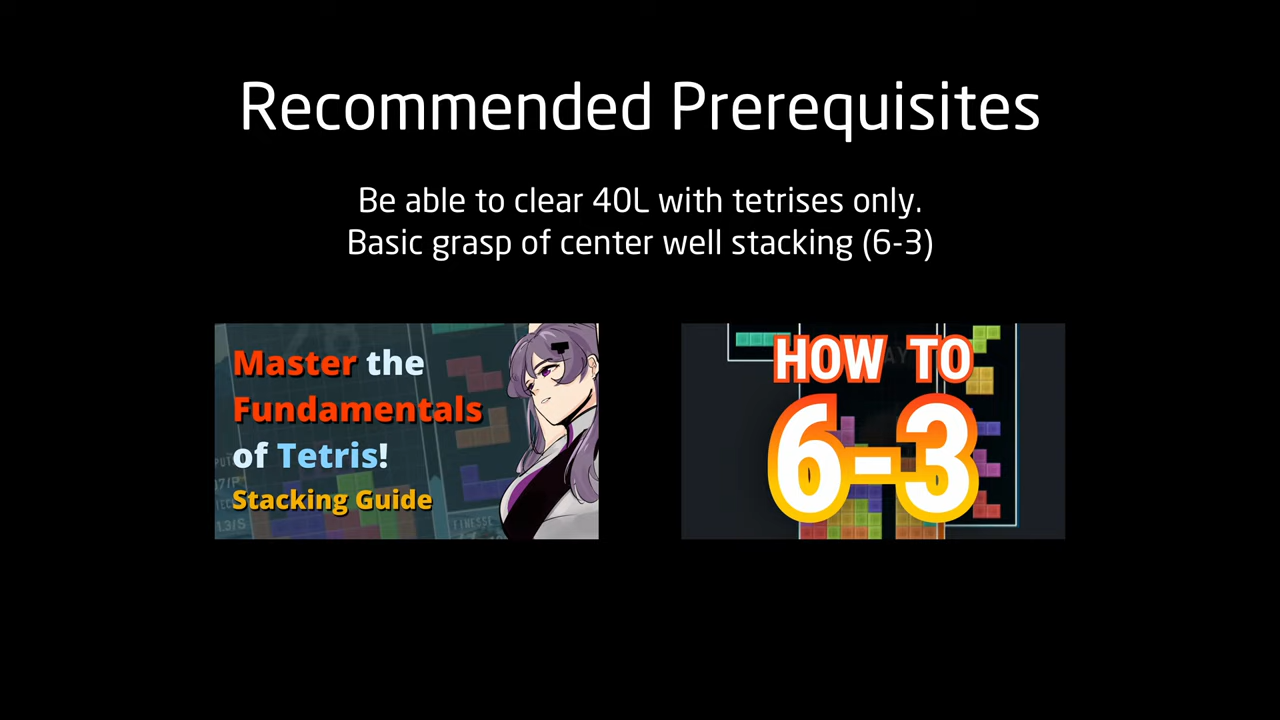 Recommended Prerequisites
Be able to clear 40L with tetrises only.
Basic grasp of center well stacking (6-3)
Master the
Fundamentals
of Tetris!
Stacking Guide
FINESSE
HOW TO
6-3